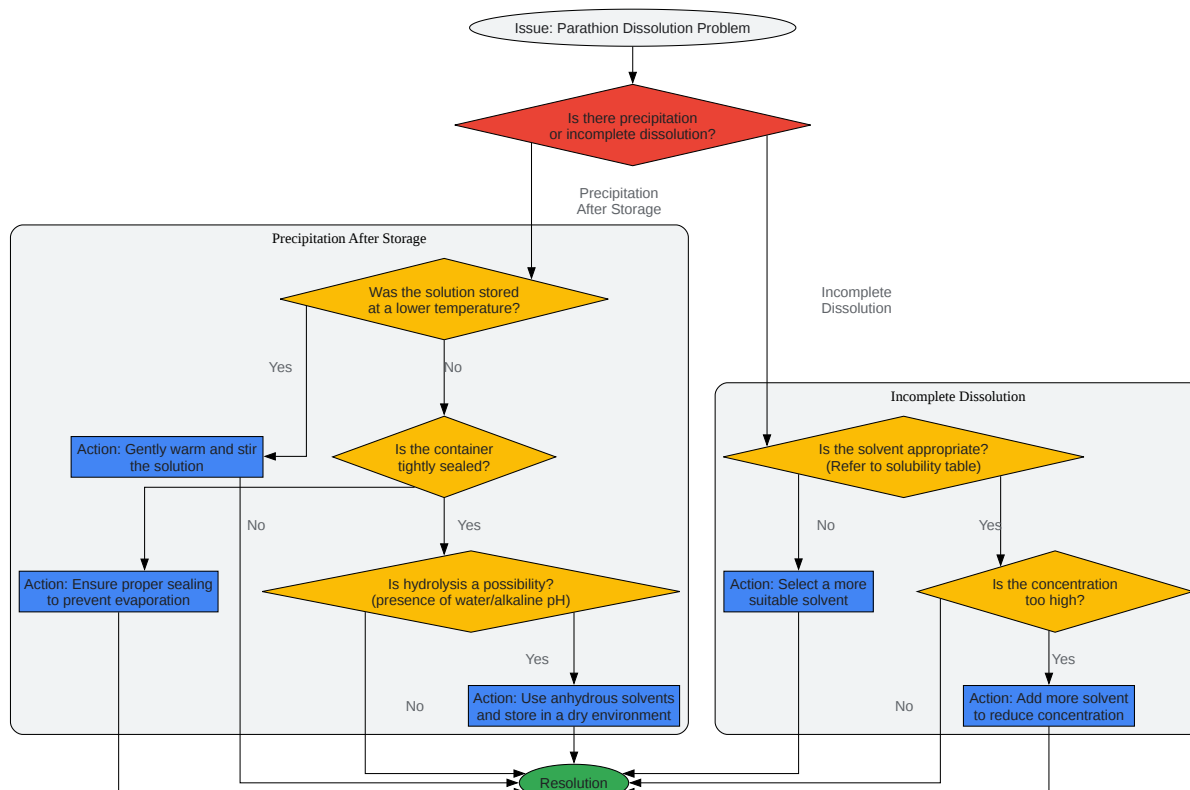 Issue: Parathion Dissolution Problem
Is there precipitation
or incomplete dissolution?
Precipitation
After Storage
Incomplete
Dissolution
Precipitation After Storage
Was the solution stored
at a lower temperature?
Yes
No
Action: Gently warm and stir
the solution
Is the container
tightly sealed?
No
Yes
Action: Ensure proper sealing
to prevent evaporation
Is hydrolysis a possibility?
(presence of water/alkaline pH)
Yes
No
Action: Use anhydrous solvents
and store in a dry environment
Incomplete Dissolution
Is the solvent appropriate?
(Refer to solubility table)
No
Yes
Action: Select a more
suitable solvent
Is the concentration
too high?
Yes
No
Action: Add more solvent
to reduce concentration
Resolution